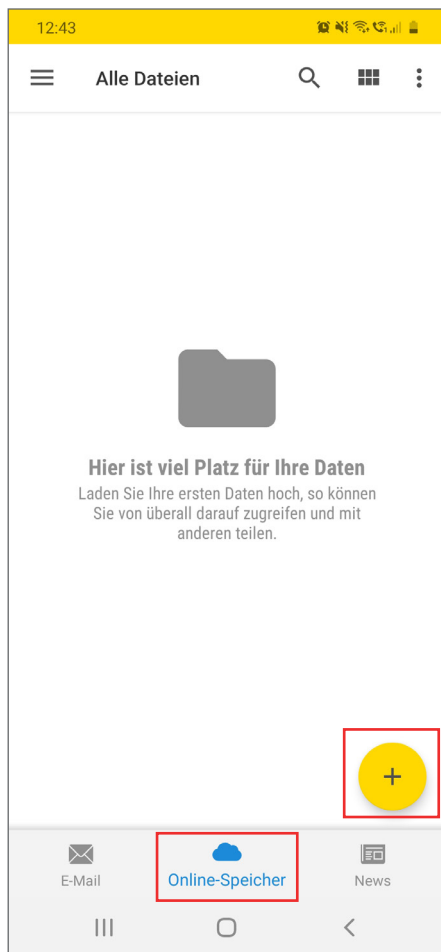 12:43
Alle Dateien
Hier ist viel Platz für Ihre Daten
Laden Sie Ihre ersten Daten hoch, so können
Sie von überall darauf zugreifen und mit
anderen teilen.
+
E-Mail
Online-Speicher
News